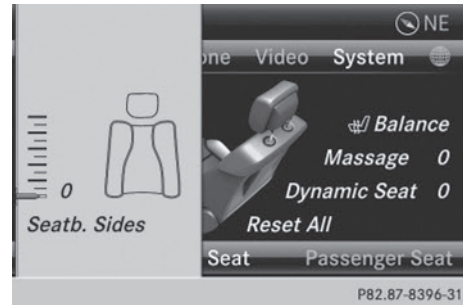 NE
one Video System
Balance
Massage 0
Dynamic Seat 0
Reset All
0
Seatb. Sides
Seat Passenger Seat
P82.87-8396-31